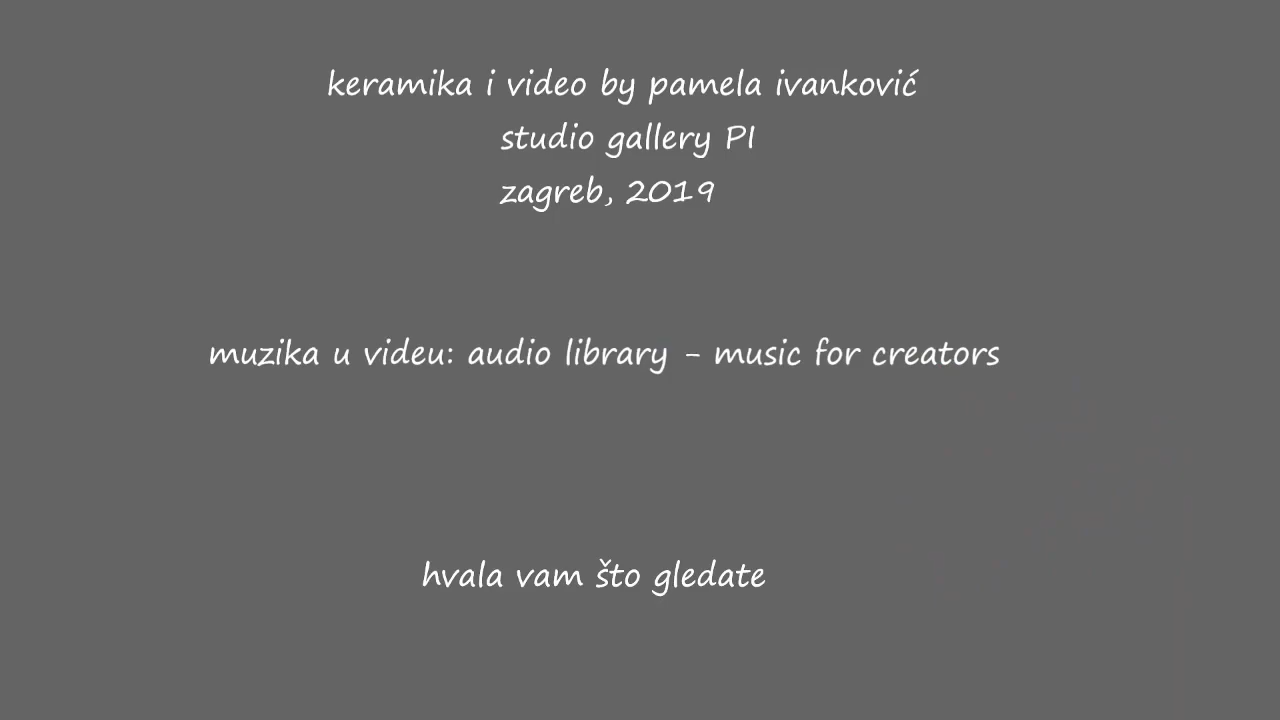 keramika i video by pamela ivanković
studio gallery PI
zagreb, 2019
muzika u videu: audio library - music for creators
hvala vam što gledate